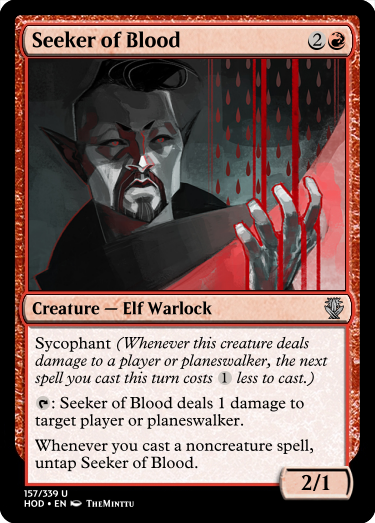 Seeker of Blood 2
Creature — Elf Warlock
Sycophant (Whenever this creature deals
damage to a player or planeswalker, the next
spell you cast this turn costs 1 less to cast.)
: Seeker of Blood deals 1 damage to
target player or planeswalker.
Whenever you cast a noncreature spell,
untap Seeker of Blood.
2/1
157/339 U
HOD • EN TheMinttu